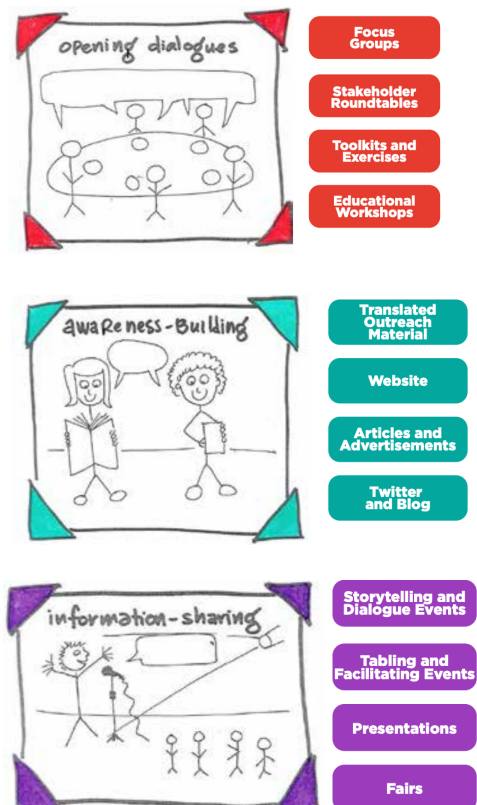 opening dialogues
Focus
Groups
Stakeholder
Roundtables
Toolkits and
Exercises
Educational
Workshops
awaReness-Building
Translated
Outreach
Material
Website
Articles and
Advertisements
Twitter
and Blog
information-sharing
Storytelling and
Dialogue Events
Tabling and
Facilitating Events
Presentations
Fairs